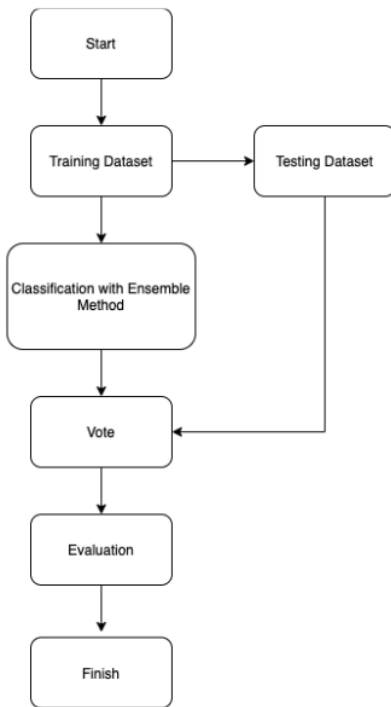 Start
Training Dataset
Testing Dataset
Classification with Ensemble
Method
Vote
Evaluation
Finish